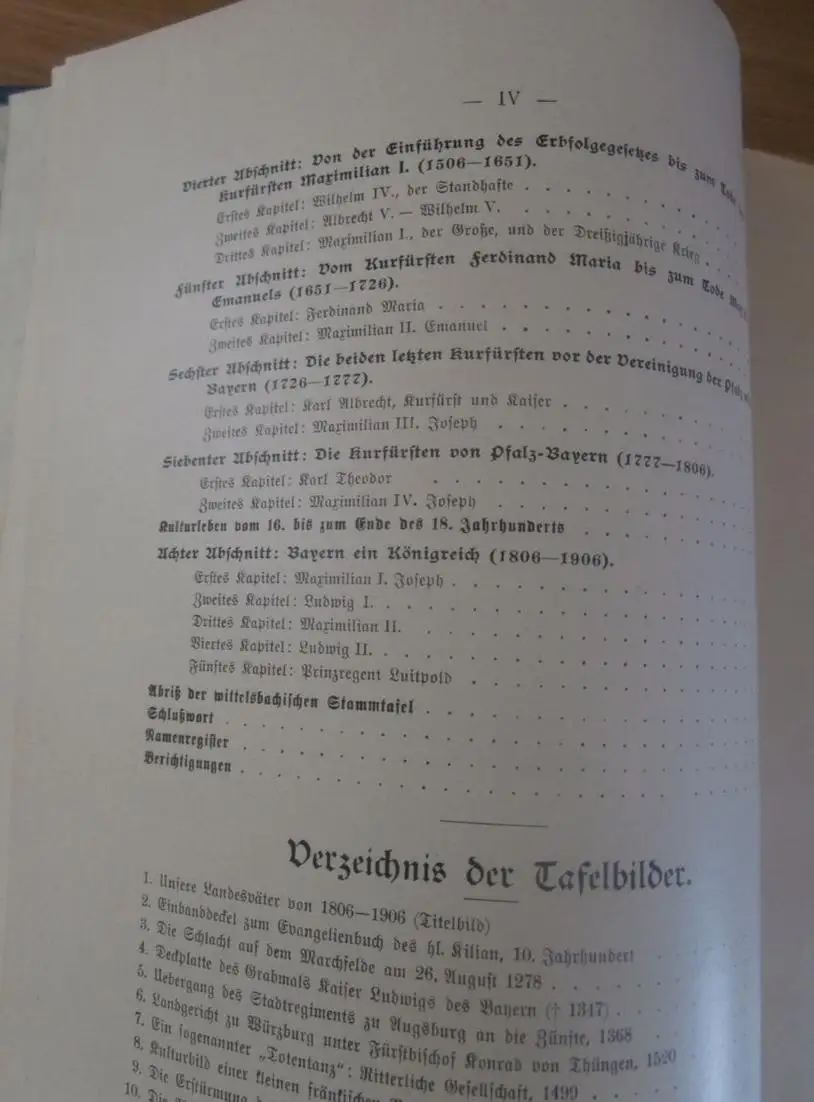 — IV —
Vierter Abschnitt: Von der Einführung des Erbfolgegesetzes bis zum Tode
Kurfürsten Maximilian I. (1506—1651).
Erstes Kapitel: Wilhelm IV., der Standhafte
Zweites Kapitel: Albrecht V. — Wilhelm V.
Drittes Kapitel: Maximilian I., der Große, und der Dreißigjährige Krieg
Fünfter Abschnitt: Vom Kurfürsten Ferdinand Maria bis zum Tode
Emanuels (1651—1726).
Erstes Kapitel: Ferdinand Maria
Zweites Kapitel: Maximilian II. Emanuel
Sechster Abschnitt: Die beiden letzten Kurfürsten vor der Vereinigung der Pfalz
Bayern (1726—1777).
Erstes Kapitel: Karl Albrecht, Kurfürst und Kaiser
Zweites Kapitel: Maximilian III. Joseph
Siebenter Abschnitt: Die Kurfürsten von Pfalz-Bayern (1777—1806).
Erstes Kapitel: Karl Theodor
Zweites Kapitel: Maximilian IV. Joseph
Kulturleben vom 16. bis zum Ende des 18. Jahrhunderts
Achter Abschnitt: Bayern ein Königreich (1806—1906).
Erstes Kapitel: Maximilian I. Joseph
Zweites Kapitel: Ludwig I.
Drittes Kapitel: Maximilian II.
Viertes Kapitel: Ludwig II.
Fünftes Kapitel: Prinzregent Luitpold
Abriß der wittelsbachischen Stammtafel
Schlußwort
Namenregister
Berichtigungen
Verzeichnis der Tafelbilder.
1. Unsere Landesväter von 1806—1906 (Titelbild)
2. Einbanddeckel zum Evangelienbuch des hl. Kilian, 10. Jahrhundert
3. Die Schlacht auf dem Marchfelde am 26. August 1278
4. Deckplatte des Grabmals Kaiser Ludwigs des Bayern († 1347)
5. Uebergang des Stadtregiments zu Augsburg an die Zünfte, 1368
6. Landgericht zu Würzburg unter Fürstbischof Konrad von Thüngen, 1520
7. Ein sogenannter „Totentanz“: Ritterliche Gesellschaft, 1499
8. Kulturbild einer kleinen fränkischen
9. Die Erstürmung
10. Die